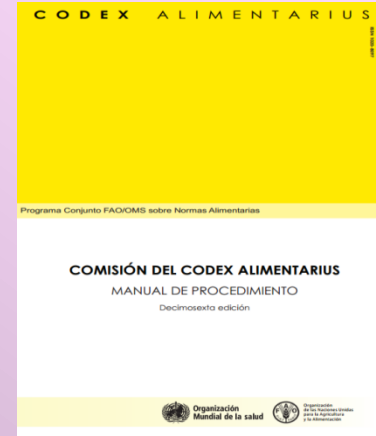 CODEX ALIMENTARIUS
Programa Conjunto FAO/OMS sobre Normas Alimentarias
COMISIÓN DEL CODEX ALIMENTARIUS
MANUAL DE PROCEDIMIENTO
Decimosexta edición
Organización
Mundial de la salud
Organización
de las Naciones Unidas
para la Agricultura
y la Alimentación